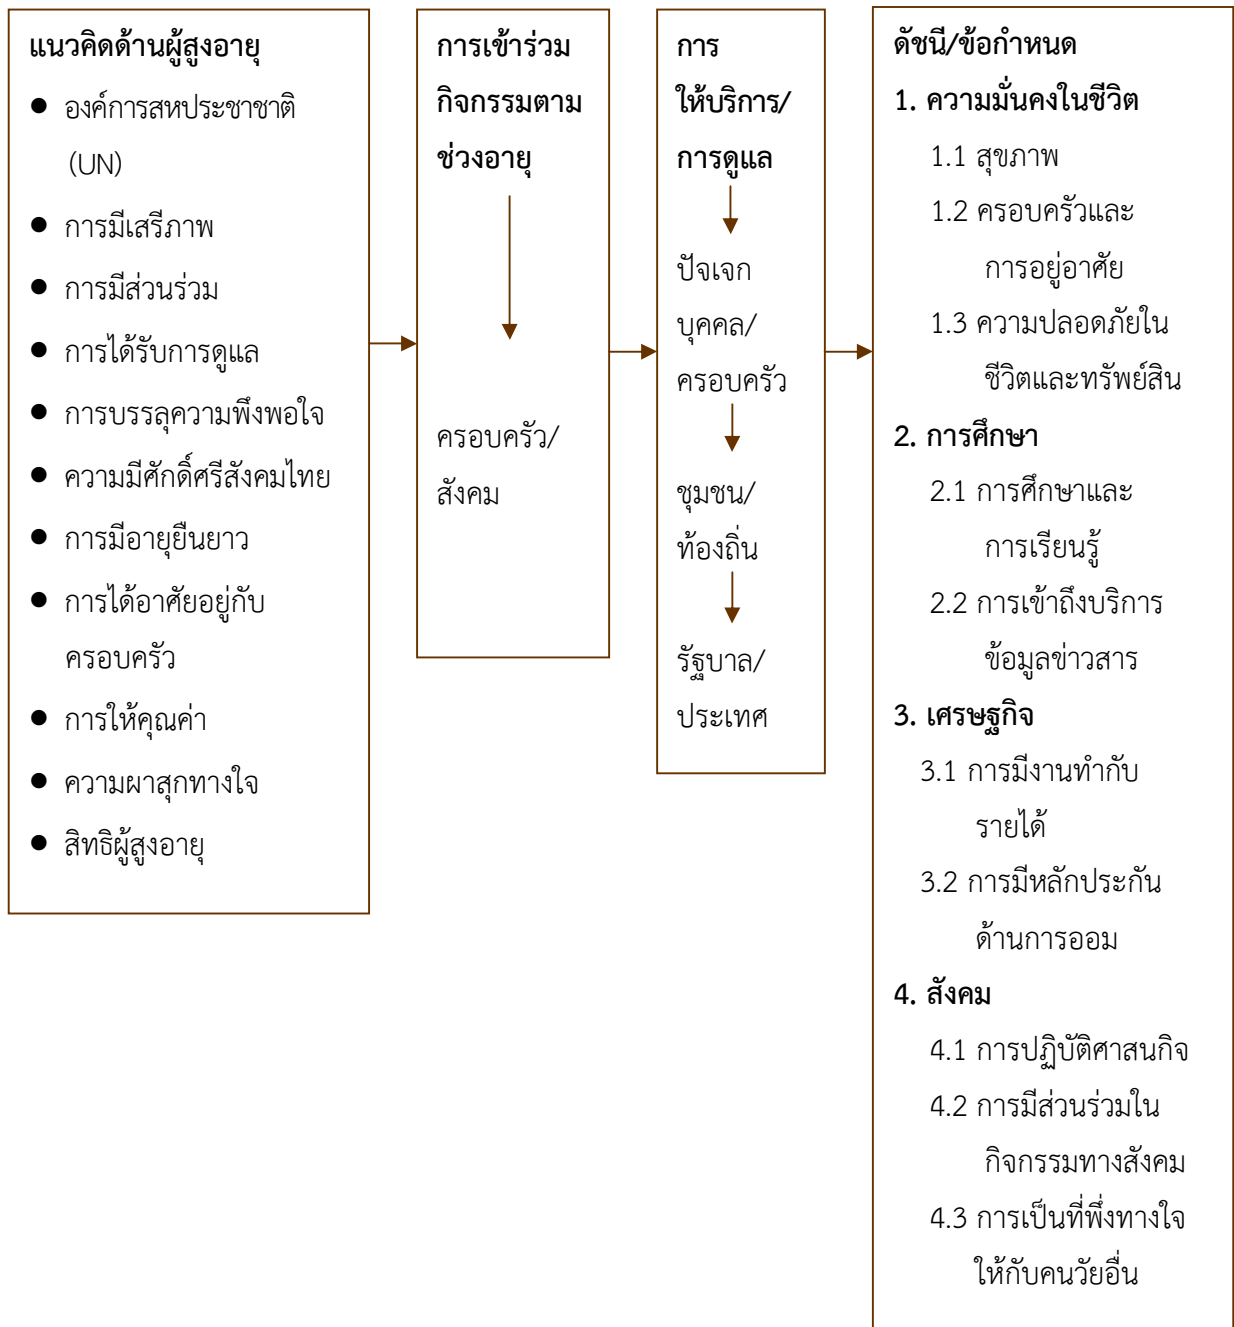 แนวคิดด้านผู้สูงอายุ
● องค์การสหประชาชาติ
(UN)
● การมีเสรีภาพ
● การมีส่วนร่วม
● การได้รับการดูแล
● การบรรลุความพึงพอใจ
● ความมีศักดิ์ศรีสังคมไทย
● การมีอายุยืนยาว
● การได้อาศัยอยู่กับ
ครอบครัว
● การให้คุณค่า
● ความผาสุกทางใจ
● สิทธิผู้สูงอายุ
การเข้าร่วม
กิจกรรมตาม
ช่วงอายุ
ครอบครัว/
สังคม
การ
ให้บริการ/
การดูแล
ปัจเจก
บุคคล/
ครอบครัว
ชุมชน/
ท้องถิ่น
รัฐบาล/
ประเทศ
ดัชนี/ข้อกำหนด
1. ความมั่นคงในชีวิต
1.1 สุขภาพ
1.2 ครอบครัวและ
การอยู่อาศัย
1.3 ความปลอดภัยใน
ชีวิตและทรัพย์สิน
2. การศึกษา
2.1 การศึกษาและ
การเรียนรู้
2.2 การเข้าถึงบริการ
ข้อมูลข่าวสาร
3. เศรษฐกิจ
3.1 การมีงานทำกับ
รายได้
3.2 การมีหลักประกัน
ด้านการออม
4. สังคม
4.1 การปฏิบัติศาสนกิจ
4.2 การมีส่วนร่วมใน
กิจกรรมทางสังคม
4.3 การเป็นที่พึ่งทางใจ
ให้กับคนวัยอื่น